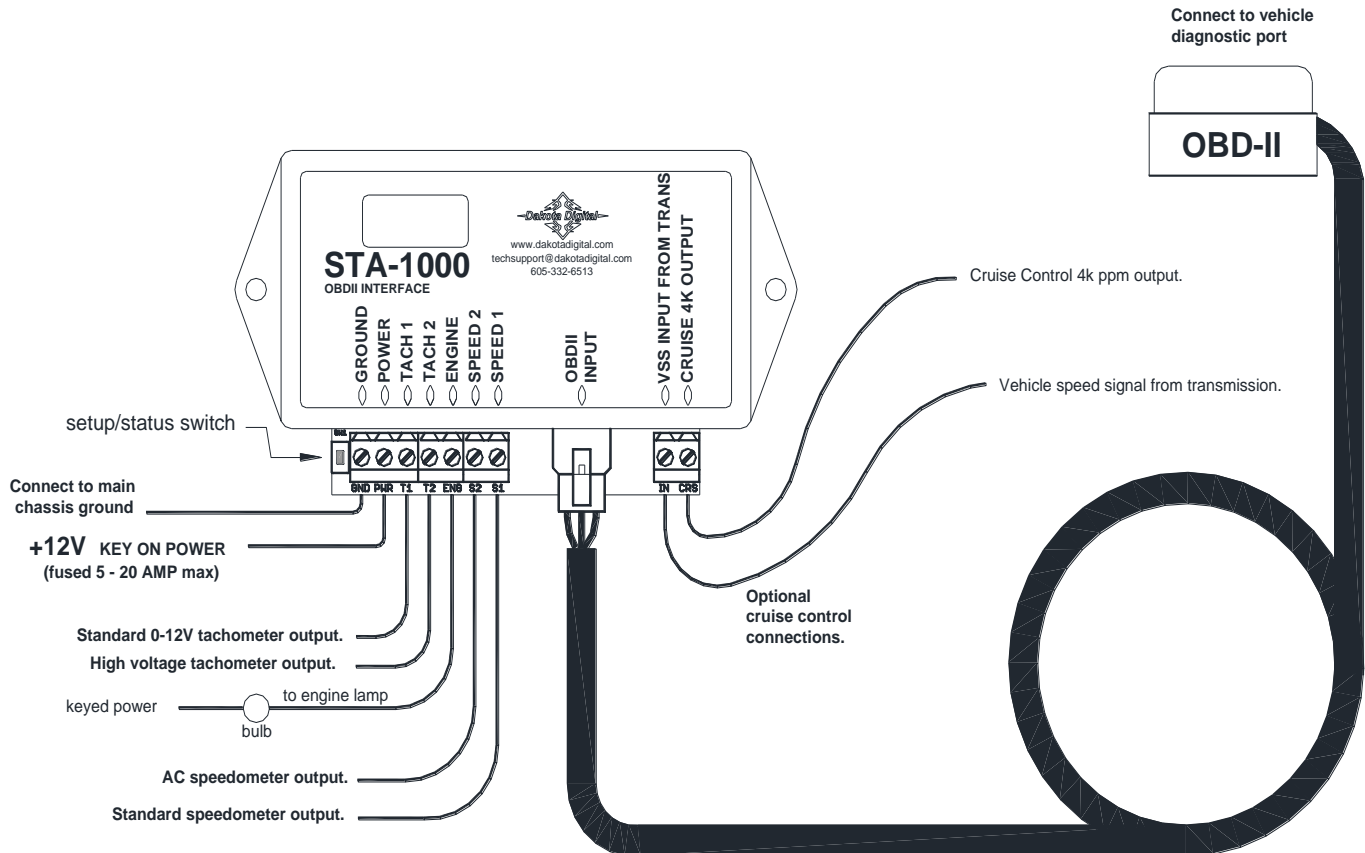 Connect to vehicle
diagnostic port
OBD-II
Dakota Digital
www.dakotadigital.com
techsupport@dakotadigital.com
605-332-6513
STA-1000
OBDII INTERFACE
GROUND
POWER
TACH 1
TACH 2
ENGINE
SPEED 2
SPEED 1
OBDII
INPUT
VSS INPUT FROM TRANS
CRUISE 4K OUTPUT
Cruise Control 4k ppm output.
Vehicle speed signal from transmission.
setup/status switch
SW1
GND PWR T1 T2 ENG S2 S1
IN CRS
Connect to main
chassis ground
+12V KEY ON POWER
(fused 5 - 20 AMP max)
Optional
cruise control
connections.
Standard 0-12V tachometer output.
High voltage tachometer output.
keyed power
to engine lamp
bulb
AC speedometer output.
Standard speedometer output.